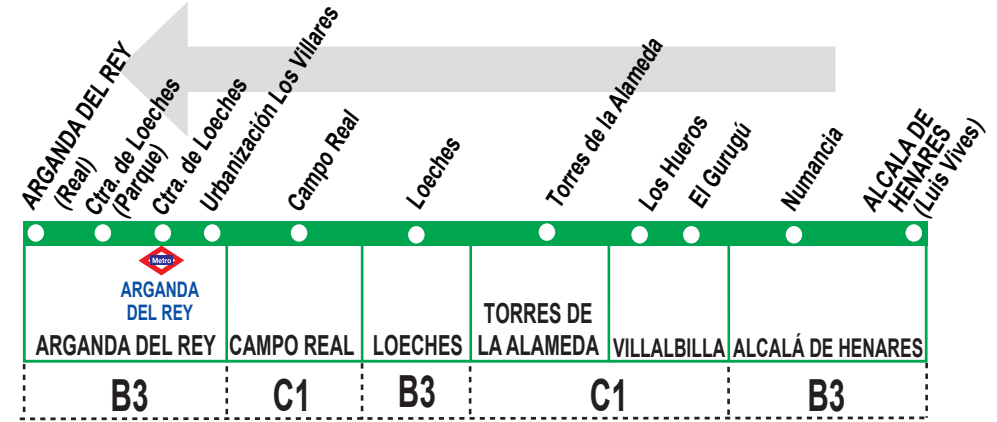 ARGANDA DEL REY
(Real)
Ctra. de Loeches
(Parque)
Ctra. de Loeches
Urbanización Los Villares
Campo Real
Loeches
Torres de la Alameda
Los Hueros
El Gurugú
Numancia
ALCALA DE
HENARES
(Luis Vives)
Metro
ARGANDA
DEL REY
ARGANDA DEL REY
CAMPO REAL
LOECHES
TORRES DE
LA ALAMEDA
VILLALBILLA
ALCALÁ DE HENARES
B3
C1
B3
C1
B3